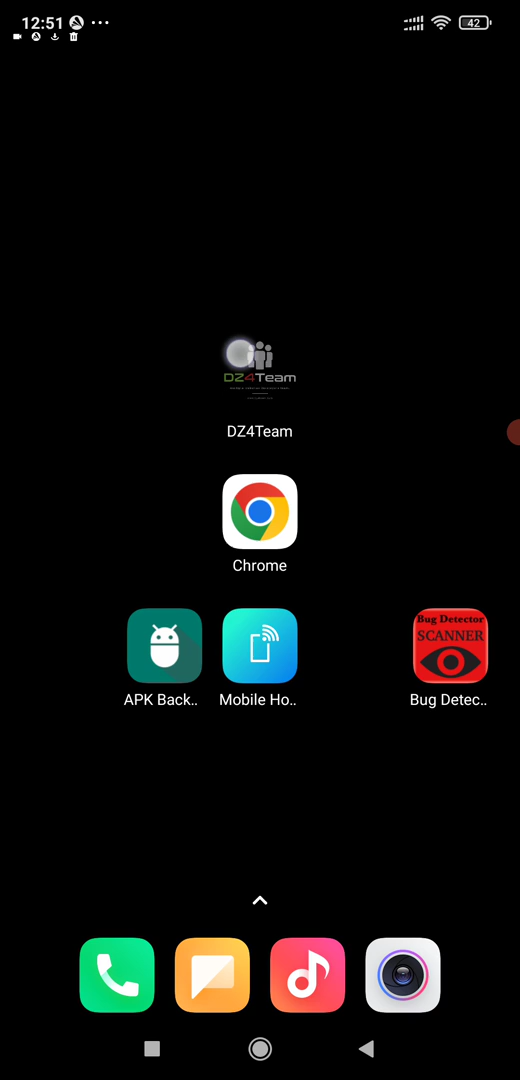 12:51
42
DZ4Team
DZ4Team
Chrome
Bug Detector
SCANNER
APK Back..
Mobile Ho..
Bug Detec..